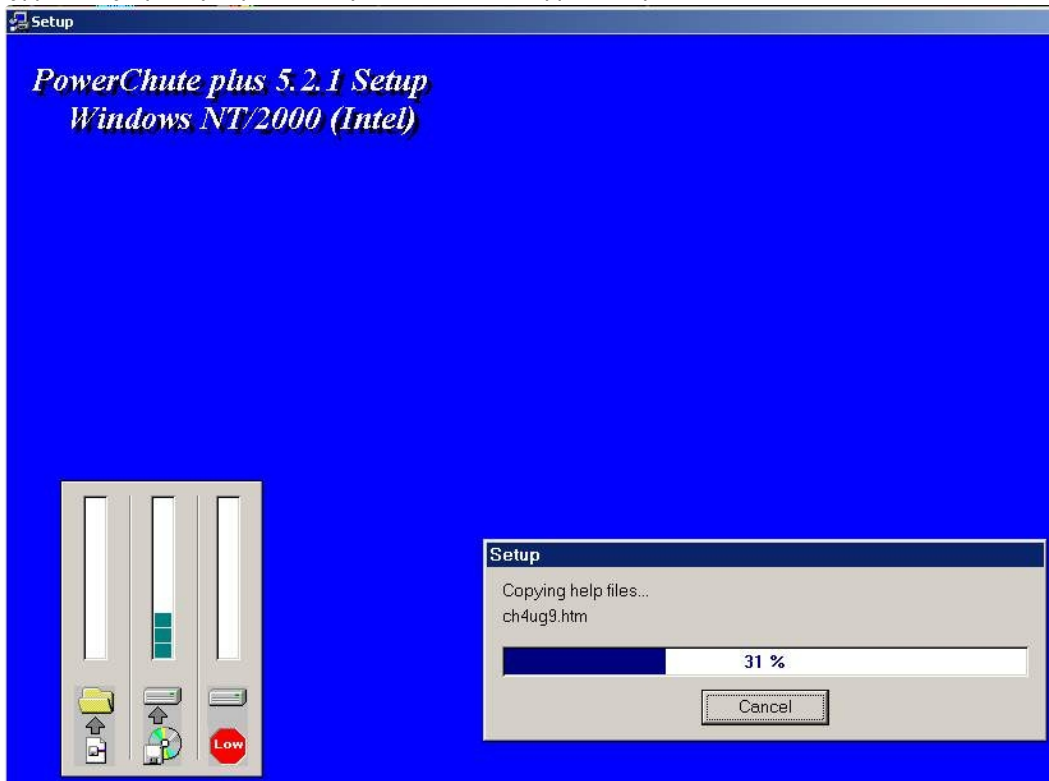 Setup
PowerChute plus 5.2.1 Setup
Windows NT/2000 (Intel)
Setup
Copying help files...
ch4ug9.htm
31 %
Cancel
Low